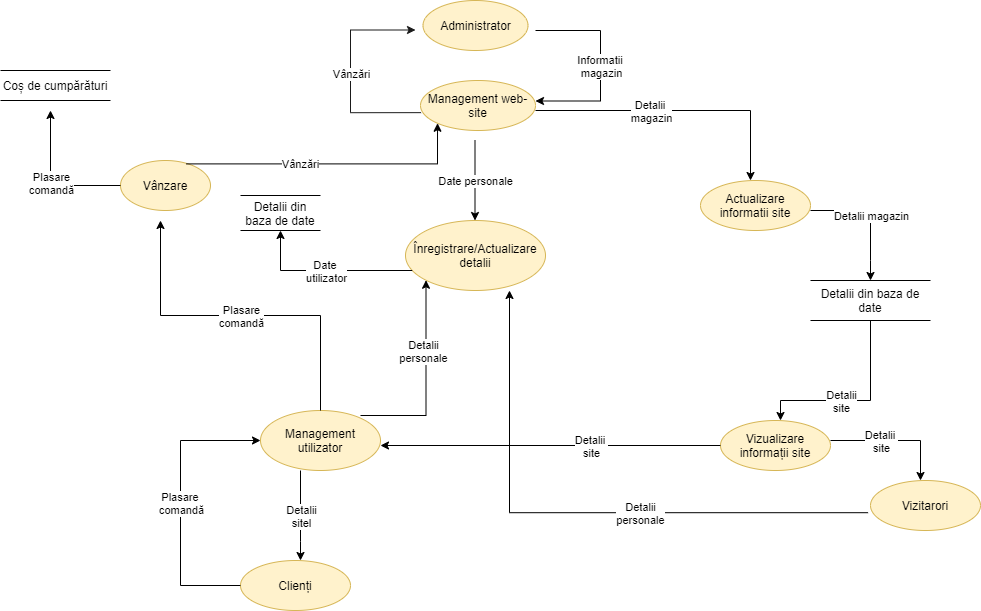 Administrator
Informatii
magazin
Vânzări
Coș de cumpărături
Management web-
site
Detalii
magazin
Vânzări
Plasare
comandă
Vânzare
Date personale
Actualizare
informatii site
Detalii din
baza de date
Detalii magazin
Înregistrare/Actualizare
detalii
Date
utilizator
Detalii din baza de
date
Plasare
comandă
Detalii
personale
Detalii
site
Management
utilizator
Detalii
site
Vizualizare
informații site
Detalii
site
Plasare
comandă
Detalii
sitel
Detalii
personale
Vizitarori
Clienți